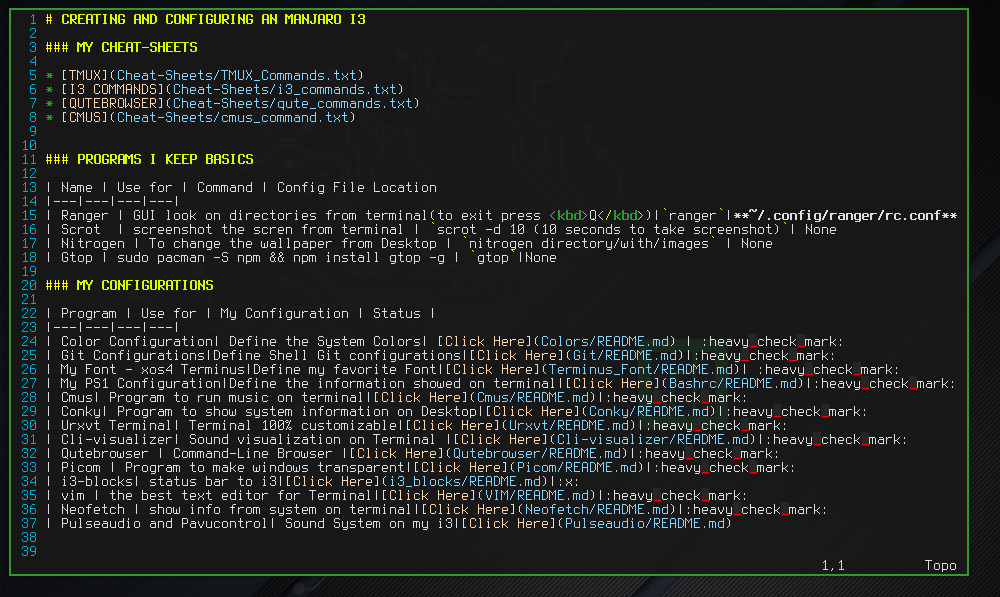 1 # CREATING AND CONFIGURING AN MANJARO I3
2
3 ### MY CHEAT-SHEETS
4
5 * [TMUX](Cheat-Sheets/TMUX_Commands.txt)
6 * [I3 COMMANDS](Cheat-Sheets/i3_commands.txt)
7 * [QUTEBROWSER](Cheat-Sheets/qute_commands.txt)
8 * [CMUS](Cheat-Sheets/cmus_command.txt)
9
10
11 ### PROGRAMS I KEEP BASICS
12
13 | Name | Use for | Command | Config File Location
14 |---|---|---|---|
15 | Ranger | GUI look on directories from terminal(to exit press <kbd>Q</kbd>)|`ranger`|**~/.config/ranger/rc.conf**
16 | Scrot  | screenshot the scren from terminal | `scrot -d 10 (10 seconds to take screenshot)`| None
17 | Nitrogen | To change the wallpaper from Desktop | `nitrogen directory/with/images` | None
18 | Gtop | sudo pacman -S npm && npm install gtop -g | `gtop`|None
19
20 ### MY CONFIGURATIONS
21
22 | Program | Use for | My Configuration | Status |
23 |---|---|---|---|
24 | Color Configuration| Define the System Colors| [Click Here](Colors/README.md) | :heavy_check_mark:
25 | Git Configurations|Define Shell Git configurations|[Click Here](Git/README.md)|:heavy_check_mark:
26 | My Font - xos4 Terminus|Define my favorite Font|[Click Here](Terminus_Font/README.md)| :heavy_check_mark:
27 | My PS1 Configuration|Define the information showed on terminal|[Click Here](Bashrc/README.md)|:heavy_check_mark:
28 | Cmus| Program to run music on terminal|[Click Here](Cmus/README.md)|:heavy_check_mark:
29 | Conky| Program to show system information on Desktop|[Click Here](Conky/README.md)|:heavy_check_mark:
30 | Urxvt Terminal| Terminal 100% customizable|[Click Here](Urxvt/README.md)|:heavy_check_mark:
31 | Cli-visualizer| Sound visualization on Terminal |[Click Here](Cli-visualizer/README.md)|:heavy_check_mark:
32 | Qutebrowser | Command-Line Browser |[Click Here](Qutebrowser/README.md)|:heavy_check_mark:
33 | Picom | Program to make windows transparent|[Click Here](Picom/README.md)|:heavy_check_mark:
34 | i3-blocks| status bar to i3|[Click Here](i3_blocks/README.md)|:x:
35 | vim | the best text editor for Terminal|[Click Here](VIM/README.md)|:heavy_check_mark:
36 | Neofetch | show info from system on terminal|[Click Here](Neofetch/README.md)|:heavy_check_mark:
37 | Pulseaudio and Pavucontrol| Sound System on my i3|[Click Here](Pulseaudio/README.md)
38
39
1,1 Topo